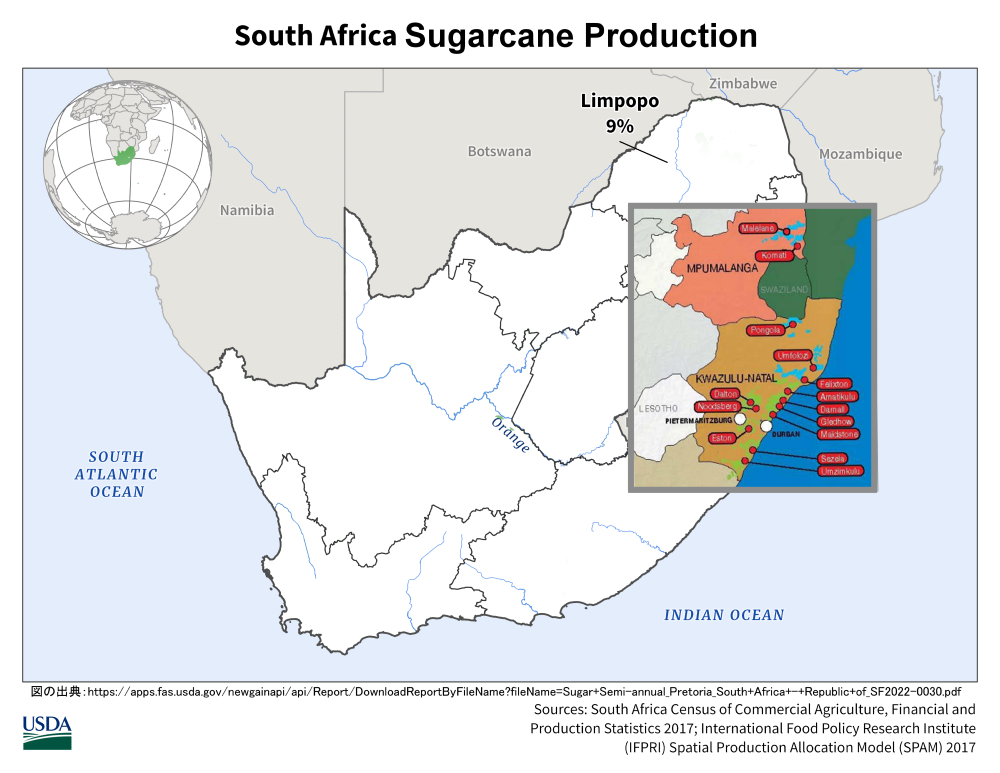 South Africa Sugarcane Production
Zimbabwe
Limpopo
9%
Botswana
Mozambique
Namibia
Malelane
Komati
MPUMALANGA
SWAZILAND
Pongola
Umfolozi
KWAZULU-NATAL
Felixton
Dalton
Amatikulu
Noodsberg
LESOTHO
Darnall
PIETERMARITZBURG
Gledhow
DURBAN
Maidstone
Eston
Sezela
Umzimkulu
Orange
SOUTH
ATLANTIC
OCEAN
INDIAN OCEAN
図の出典:https://apps.fas.usda.gov/newgainapi/api/Report/DownloadReportByFileName?fileName=Sugar+Semi-annual_Pretoria_South+Africa+-+Republic+of_SF2022-0030.pdf
USDA
Sources: South Africa Census of Commercial Agriculture, Financial and
Production Statistics 2017; International Food Policy Research Institute
(IFPRI) Spatial Production Allocation Model (SPAM) 2017